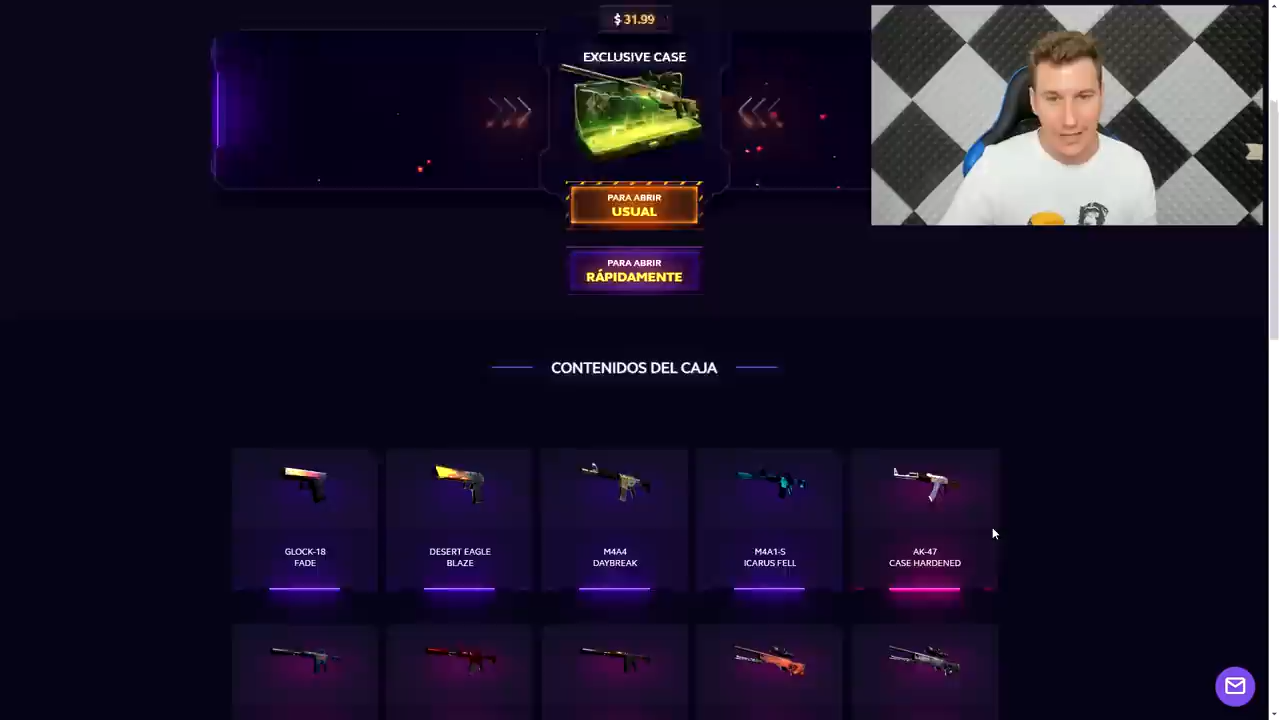 $ 31.99
EXCLUSIVE CASE
PARA ABRIR
USUAL
PARA ABRIR
RÁPIDAMENTE
CONTENIDOS DEL CAJA
GLOCK-18
FADE
DESERT EAGLE
BLAZE
M4A4
DAYBREAK
M4A1-S
ICARUS FELL
AK-47
CASE HARDENED